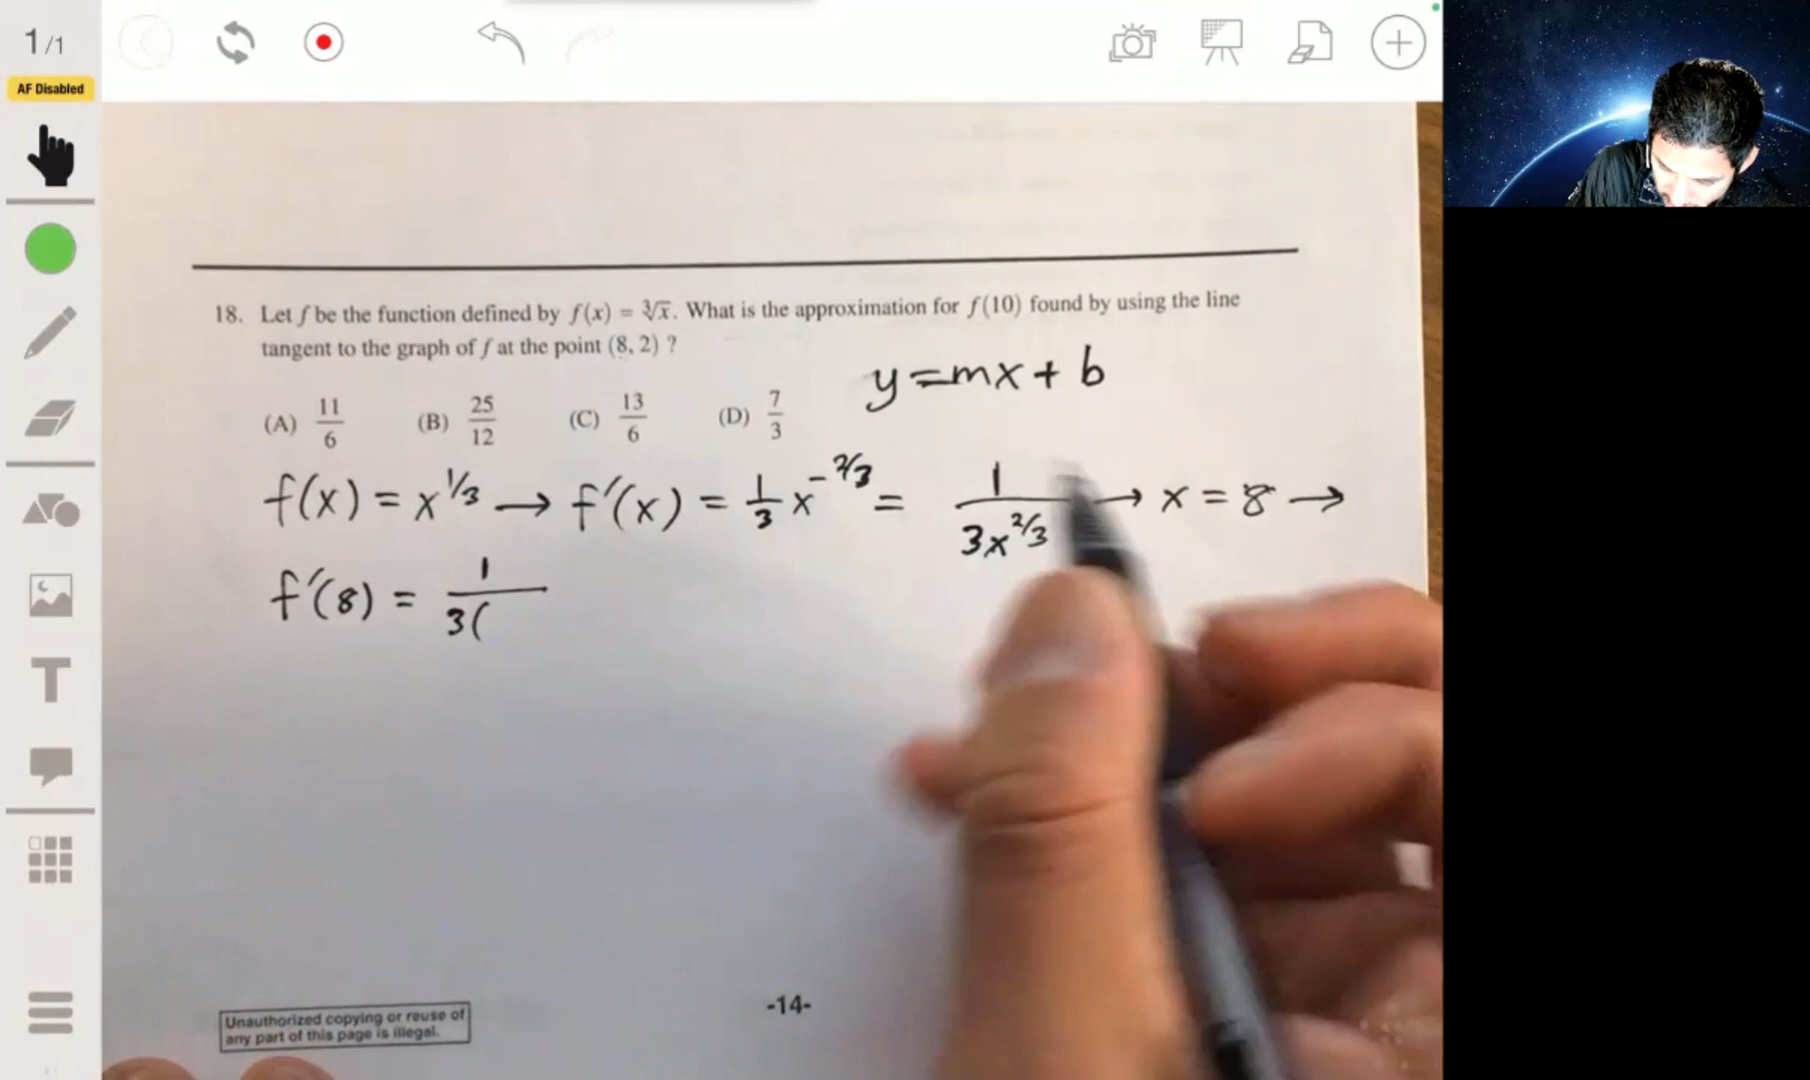 1/1
AF Disabled
18. Let f be the function defined by f(x) = ∛x. What is the approximation for f(10) found by using the line
tangent to the graph of f at the point (8, 2) ?
y = mx + b
(A) 11/6 (B) 25/12 (C) 13/6 (D) 7/3
f(x) = x^1/3 → f'(x) = 1/3 x^-2/3 = 1/3x^2/3 → x = 8 →
f'(8) = 1/3(
T
-14-
Unauthorized copying or reuse of
any part of this page is illegal.